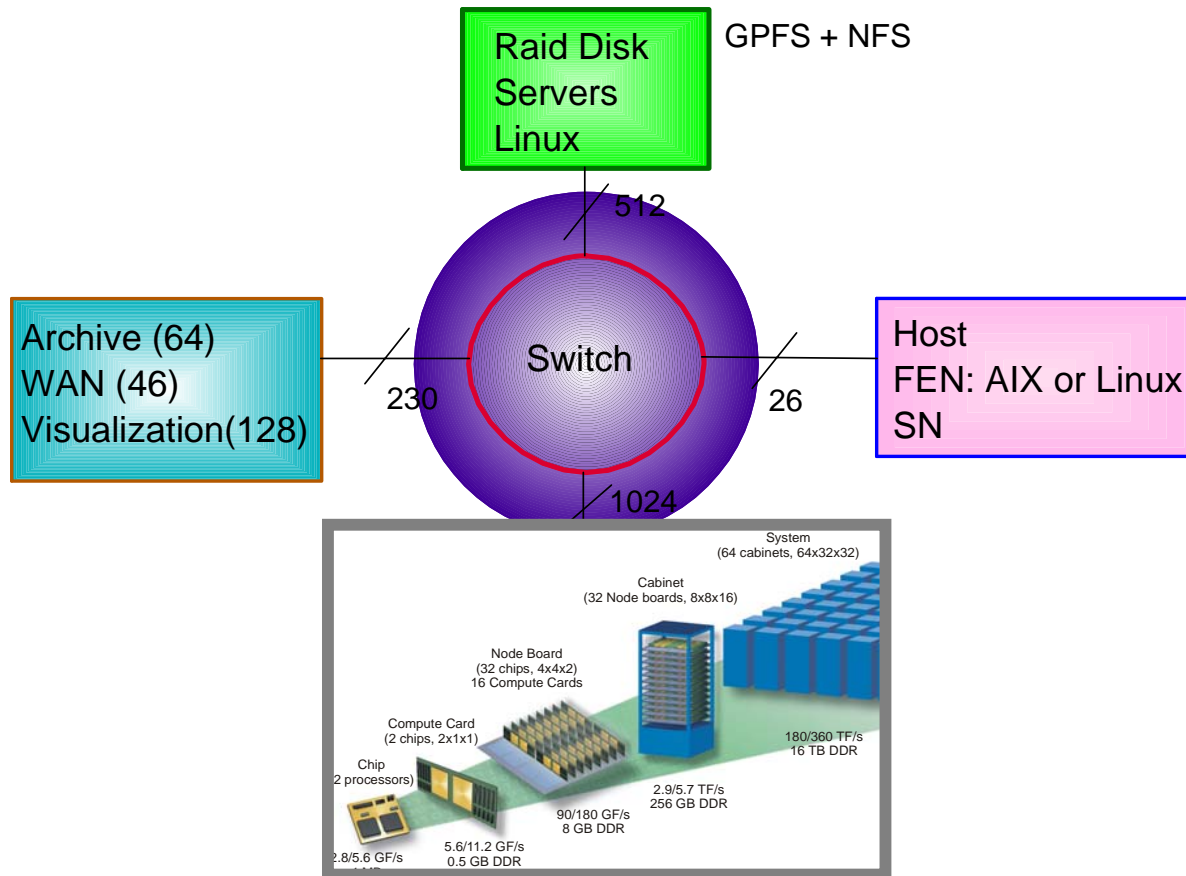 GPFS + NFS
Raid Disk
Servers
Linux
512
Archive (64)
WAN (46)
Visualization(128)
230
Switch
26
Host
FEN: AIX or Linux
SN
1024
System
(64 cabinets, 64x32x32)
Cabinet
(32 Node boards, 8x8x16)
Node Board
(32 chips, 4x4x2)
16 Compute Cards
Compute Card
(2 chips, 2x1x1)
Chip
2 processors)
180/360 TF/s
16 TB DDR
2.9/5.7 TF/s
256 GB DDR
90/180 GF/s
8 GB DDR
5.6/11.2 GF/s
0.5 GB DDR
2.8/5.6 GF/s